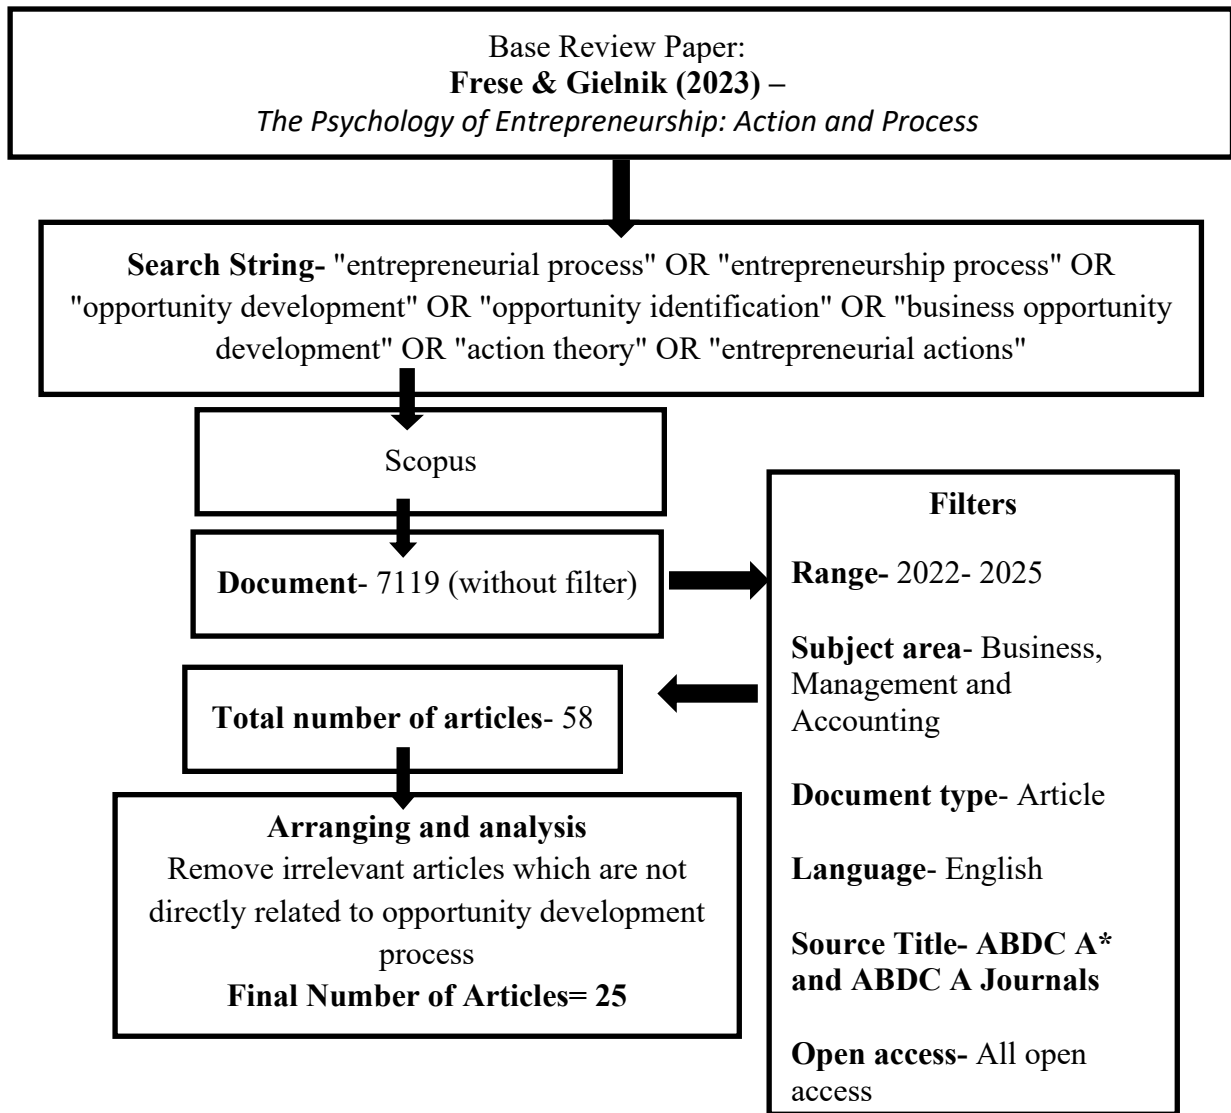 Base Review Paper:
Frese & Gielnik (2023) –
The Psychology of Entrepreneurship: Action and Process
Search String- "entrepreneurial process" OR "entrepreneurship process" OR
"opportunity development" OR "opportunity identification" OR "business opportunity
development" OR "action theory" OR "entrepreneurial actions"
Scopus
Document- 7119 (without filter)
Filters
Range- 2022- 2025
Subject area- Business,
Management and
Accounting
Document type- Article
Language- English
Source Title- ABDC A*
and ABDC A Journals
Open access- All open
access
Total number of articles- 58
Arranging and analysis
Remove irrelevant articles which are not
directly related to opportunity development
process
Final Number of Articles= 25